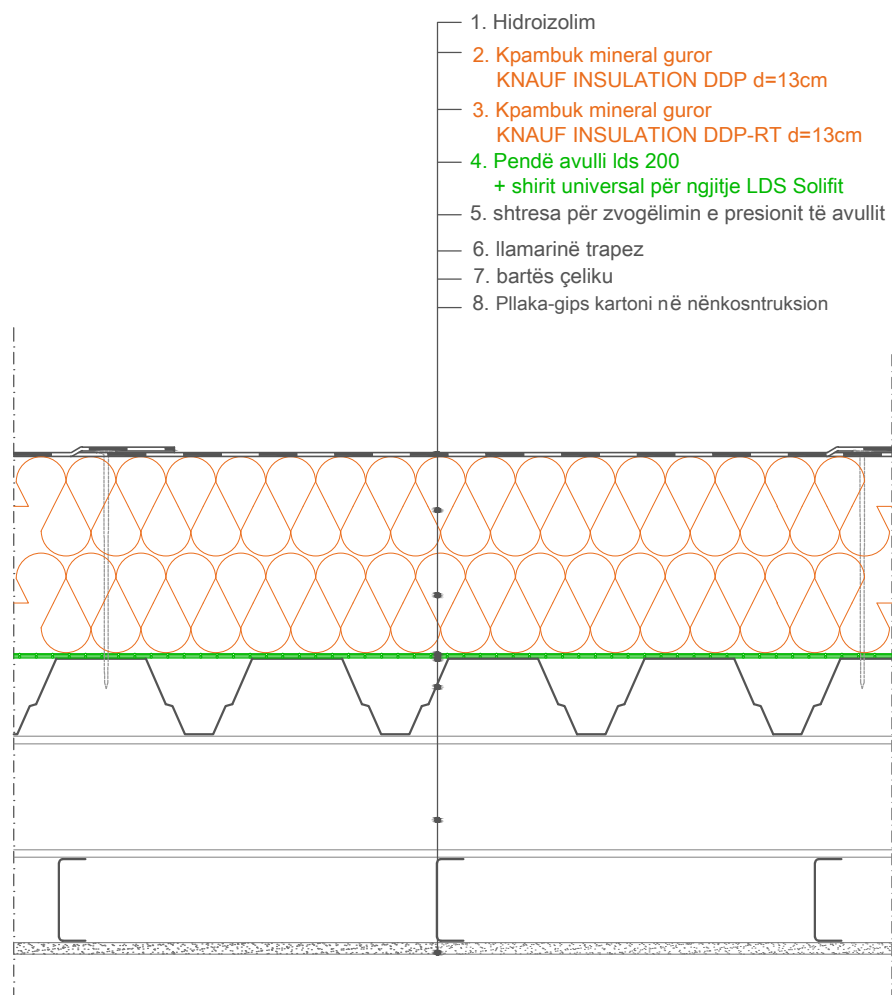 1. Hidroizolim
2. Kpambuk mineral guror
KNAUF INSULATION DDP d=13cm
3. Kpambuk mineral guror
KNAUF INSULATION DDP-RT d=13cm
4. Pendë avulli lds 200
+ shirit universal për ngjitje LDS Solifit
5. shtresa për zvogëlimin e presionit të avullit
6. llamarinë trapez
7. bartës çeliku
8. Pllaka-gips kartoni në nënkosntruksion